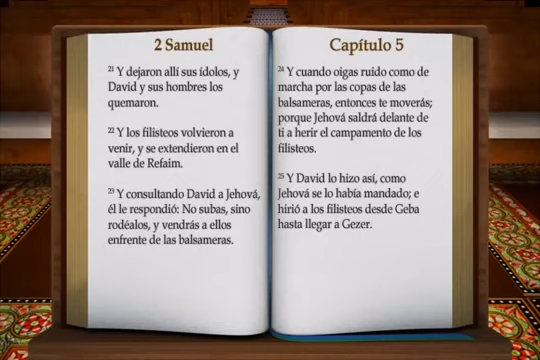 2 Samuel
21 Y dejaron allí sus ídolos, y
David y sus hombres los
quemaron.
22 Y los filisteos volvieron a
venir, y se extendieron en el
valle de Refaim.
23 Y consultando David a Jehová,
él le respondió: No subas, sino
rodéalos, y vendrás a ellos
enfrente de las balsameras.
Capítulo 5
24 Y cuando oigas ruido como de
marcha por las copas de las
balsameras, entonces te moverás;
porque Jehová saldrá delante de
ti a herir el campamento de los
filisteos.
25 Y David lo hizo así, como
Jehová se lo había mandado; e
hirió a los filisteos desde Geba
hasta llegar a Gezer.